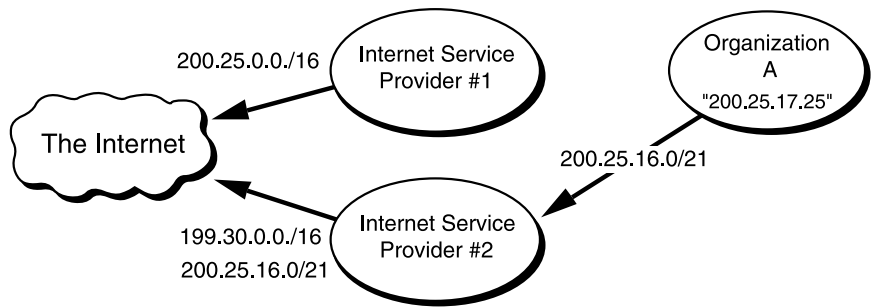 200.25.0.0./16
Internet Service
Provider #1
Organization
A
"200.25.17.25"
The Internet
200.25.16.0/21
199.30.0.0./16
200.25.16.0/21
Internet Service
Provider #2